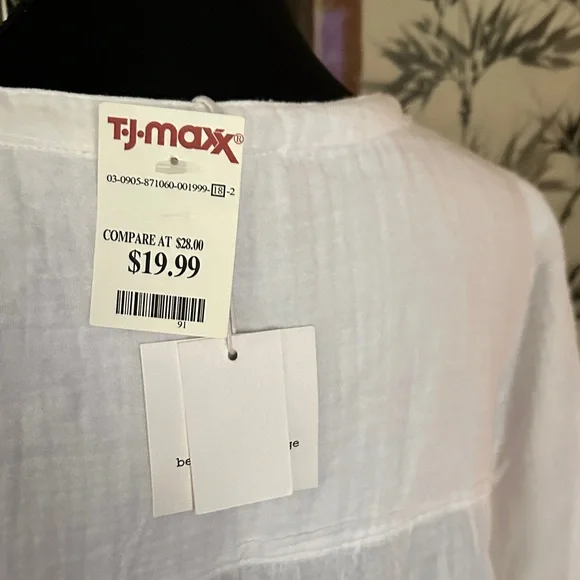 T·J·maxx®
03-0905-871060-001999-18-2
COMPARE AT $28.00
$19.99
91